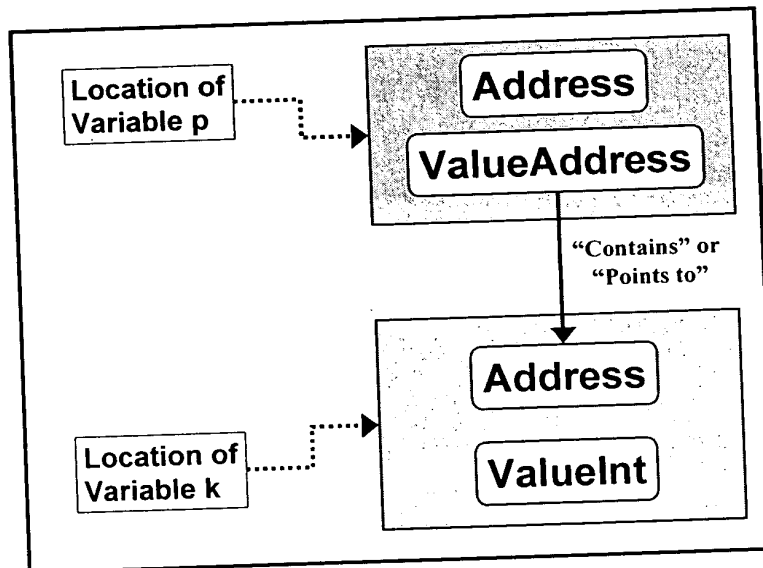 Location of
Variable p
Address
ValueAddress
“Contains” or
“Points to”
Address
Location of
Variable k
ValueInt